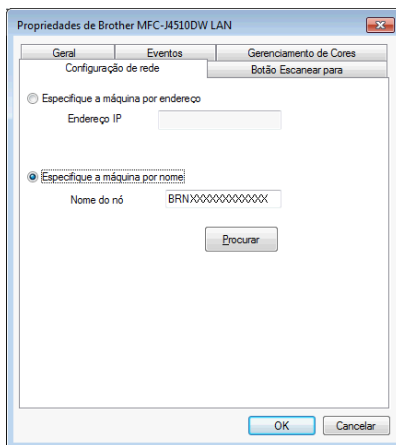 Propriedades de Brother MFC-J4510DW LAN
Geral Eventos Gerenciamento de Cores
Configuração de rede Botão Escanear para
Especifique a máquina por endereço
Endereço IP
Especifique a máquina por nome
Nome do nó BRNXXXXXXXXXXXX
Procurar
OK Cancelar